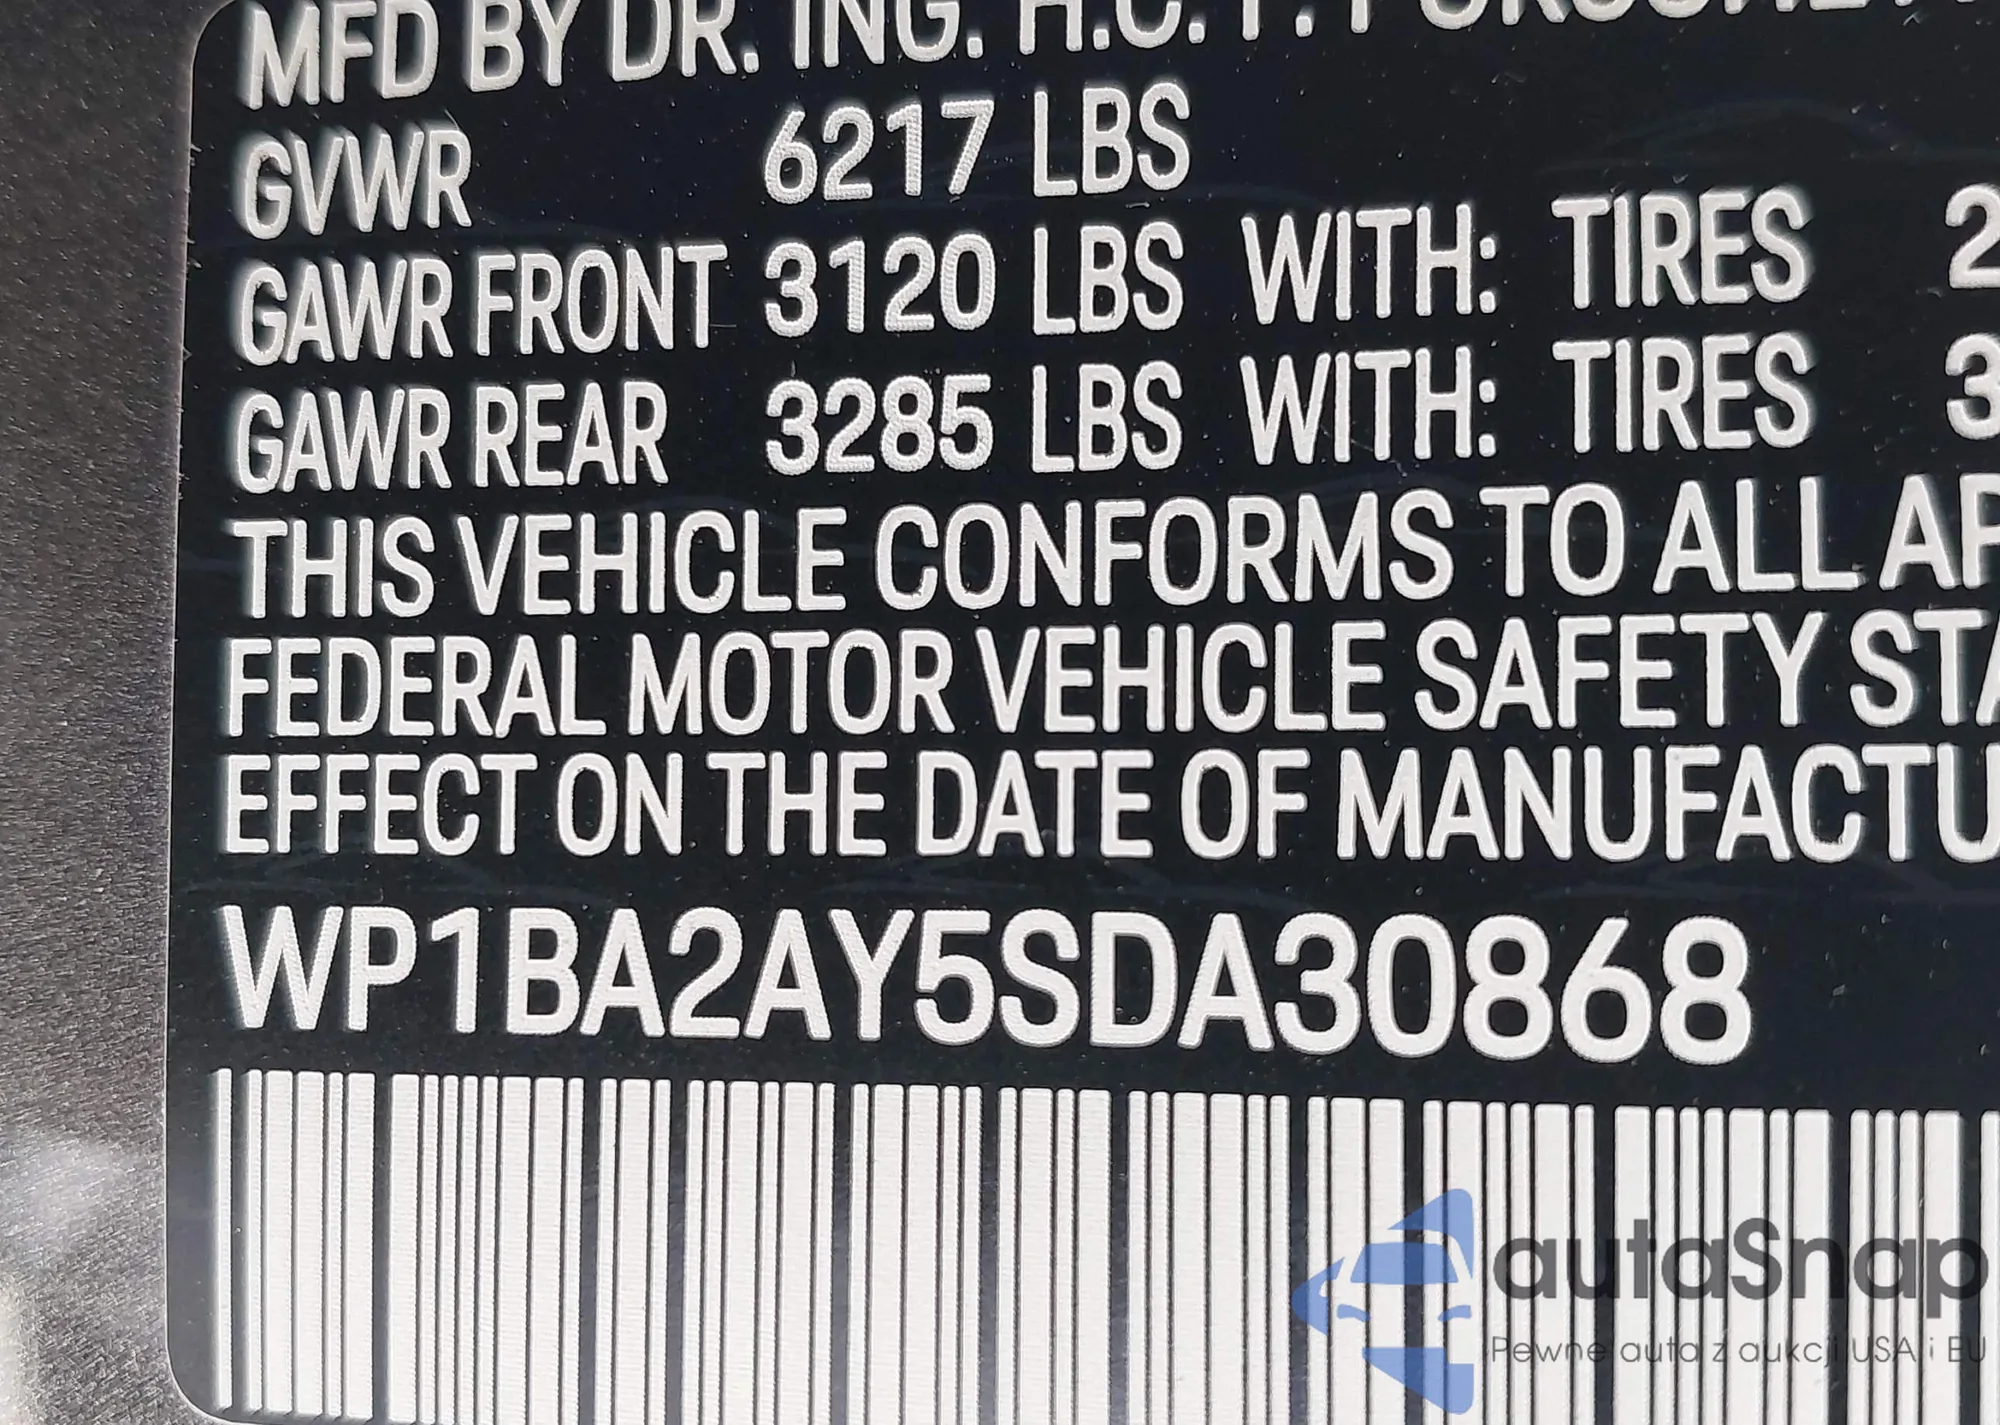 MFD BY DR. ING. H.C. F. PORSCHE
GVWR 6217 LBS
GAWR FRONT 3120 LBS WITH: TIRES 2
GAWR REAR 3285 LBS WITH: TIRES 3
THIS VEHICLE CONFORMS TO ALL AP
FEDERAL MOTOR VEHICLE SAFETY STA
EFFECT ON THE DATE OF MANUFACTU
WP1BA2AY5SDA30868
autaSnap
Pewne auta z aukcji USA i EU